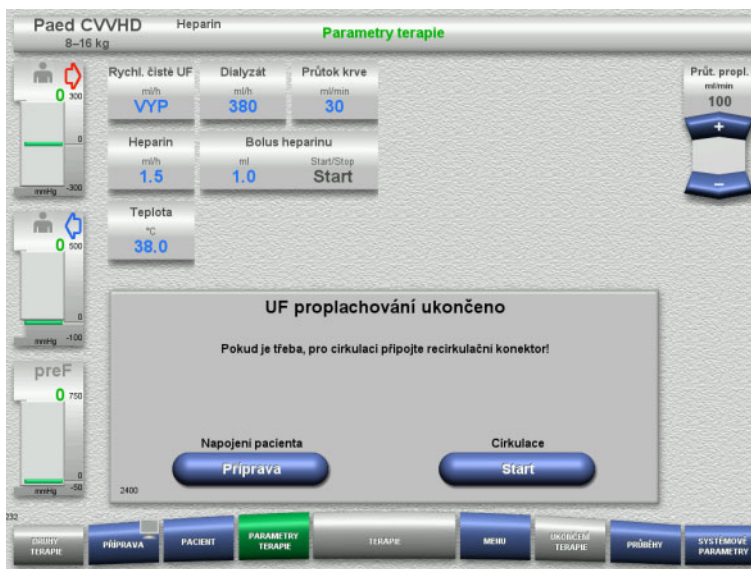 Paed CVVHD
Heparin
8–16 kg
Parametry terapie
0
300
0
mmHg
-300
0
500
0
mmHg
-100
preF
0
750
mmHg
-50
Rychl. čisté UF
ml/h
VYP
Dialyzát
ml/h
380
Průtok krve
ml/min
30
Heparin
ml/h
1.5
Bolus heparinu
ml
1.0
Start/Stop
Start
Teplota
°C
38.0
Průt. propl.
ml/min
100
+
–
UF proplachování ukončeno
Pokud je třeba, pro cirkulaci připojte recirkulační konektor!
Napojení pacienta
Príprava
Cirkulace
Start
2400
232
DRUHY
TERAPIE
PŘÍPRAVA
PACIENT
PARAMETRY
TERAPIE
TERAPIE
MENU
UKONČENÍ
TERAPIE
PRŮBĚHY
SYSTÉMOVÉ
PARAMETRY